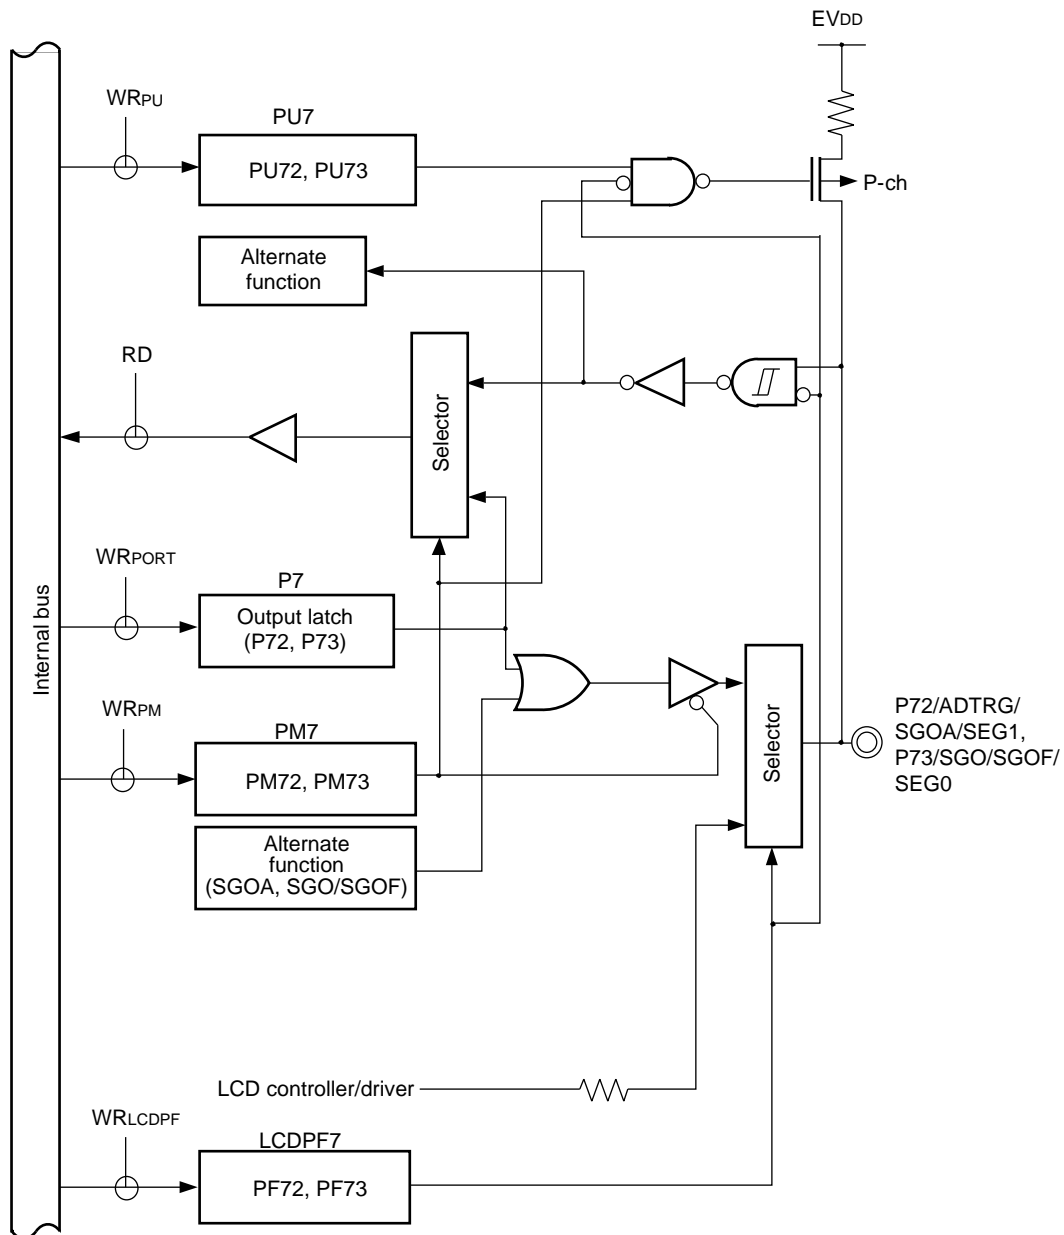 EVDD
WRPU
PU7
PU72, PU73
P-ch
Alternate
function
RD
Selector
WRPORT
P7
Output latch
(P72, P73)
Internal bus
WRPM
PM7
PM72, PM73
Selector
P72/ADTRG/
SGOA/SEG1,
P73/SGO/SGOF/
SEG0
Alternate
function
(SGOA, SGO/SGOF)
LCD controller/driver
WRLCDPF
LCDPF7
PF72, PF73